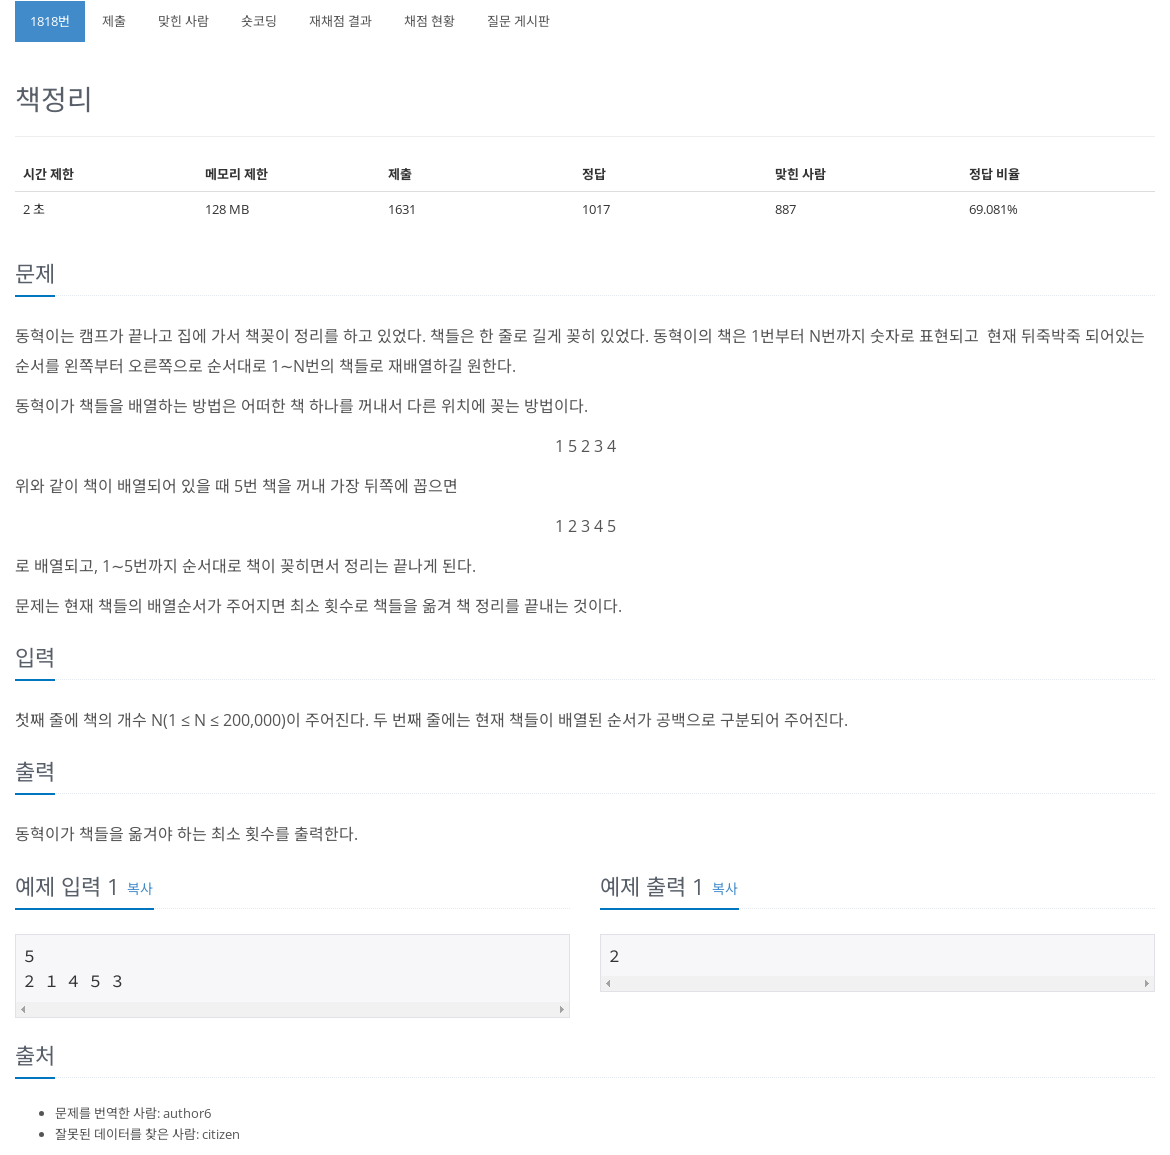 1818번 제출 맞힌 사람 숏코딩 재채점 결과 채점 현황 질문 게시판
책정리
시간 제한 메모리 제한 제출 정답 맞힌 사람 정답 비율
2 초 128 MB 1631 1017 887 69.081%
문제
동혁이는 캠프가 끝나고 집에 가서 책꽂이 정리를 하고 있었다. 책들은 한 줄로 길게 꽂히 있었다. 동혁이의 책은 1번부터 N번까지 숫자로 표현되고 현재 뒤죽박죽 되어있는
순서를 왼쪽부터 오른쪽으로 순서대로 1~N번의 책들로 재배열하길 원한다.
동혁이가 책들을 배열하는 방법은 어떠한 책 하나를 꺼내서 다른 위치에 꽂는 방법이다.
1 5 2 3 4
위와 같이 책이 배열되어 있을 때 5번 책을 꺼내 가장 뒤쪽에 꼽으면
1 2 3 4 5
로 배열되고, 1~5번까지 순서대로 책이 꽂히면서 정리는 끝나게 된다.
문제는 현재 책들의 배열순서가 주어지면 최소 횟수로 책들을 옮겨 책 정리를 끝내는 것이다.
입력
첫째 줄에 책의 개수 N(1 ≤ N ≤ 200,000)이 주어진다. 두 번째 줄에는 현재 책들이 배열된 순서가 공백으로 구분되어 주어진다.
출력
동혁이가 책들을 옮겨야 하는 최소 횟수를 출력한다.
예제 입력 1 복사
5
2 1 4 5 3
예제 출력 1 복사
2
출처
문제를 번역한 사람: author6
잘못된 데이터를 찾은 사람: citizen